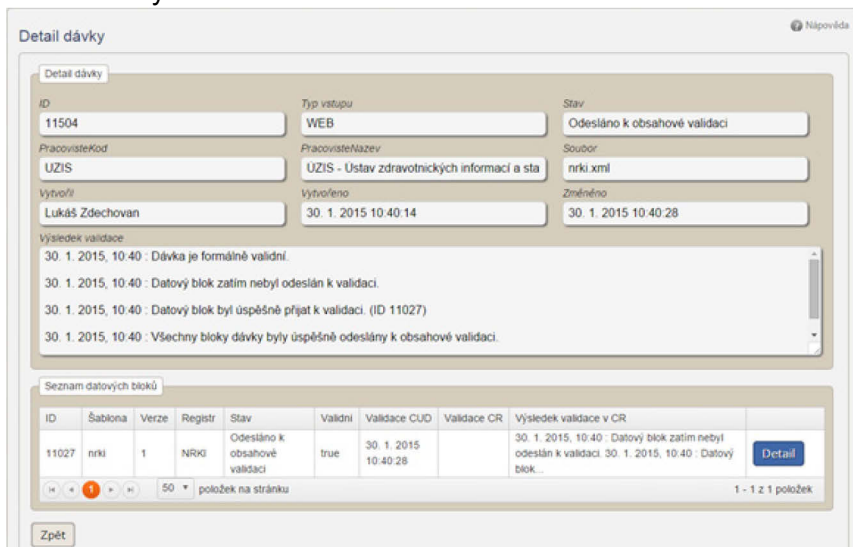 Nápověda
Detail dávky
Detail dávky
ID Typ vstupu Stav
11504 WEB Odesláno k obsahové validaci
PracovisteKod PracovisteNazev Soubor
UZIS ÚZIS - Ústav zdravotnických informací a sta nrki.xml
Vytvořil Vytvořeno Změněno
Lukáš Zdechovan 30. 1. 2015 10:40:14 30. 1. 2015 10:40:28
Výsledek validace
30. 1. 2015, 10:40 : Dávka je formálně validní.
30. 1. 2015, 10:40 : Datový blok zatím nebyl odeslán k validaci.
30. 1. 2015, 10:40 : Datový blok byl úspěšně přijat k validaci. (ID 11027)
30. 1. 2015, 10:40 : Všechny bloky dávky byly úspěšně odeslány k obsahové validaci.
Seznam datových bloků
ID Šablona Verze Registr Stav Validní Validace CUD Validace CR Výsledek validace v CR
11027 nrki 1 NRKI Odesláno k obsahové validaci true 30. 1. 2015 10:40:28 30. 1. 2015, 10:40 : Datový blok zatím nebyl odeslán k validaci. 30. 1. 2015, 10:40 : Datový blok... Detail
1 50 položek na stránku 1 - 1 z 1 položek
Zpět